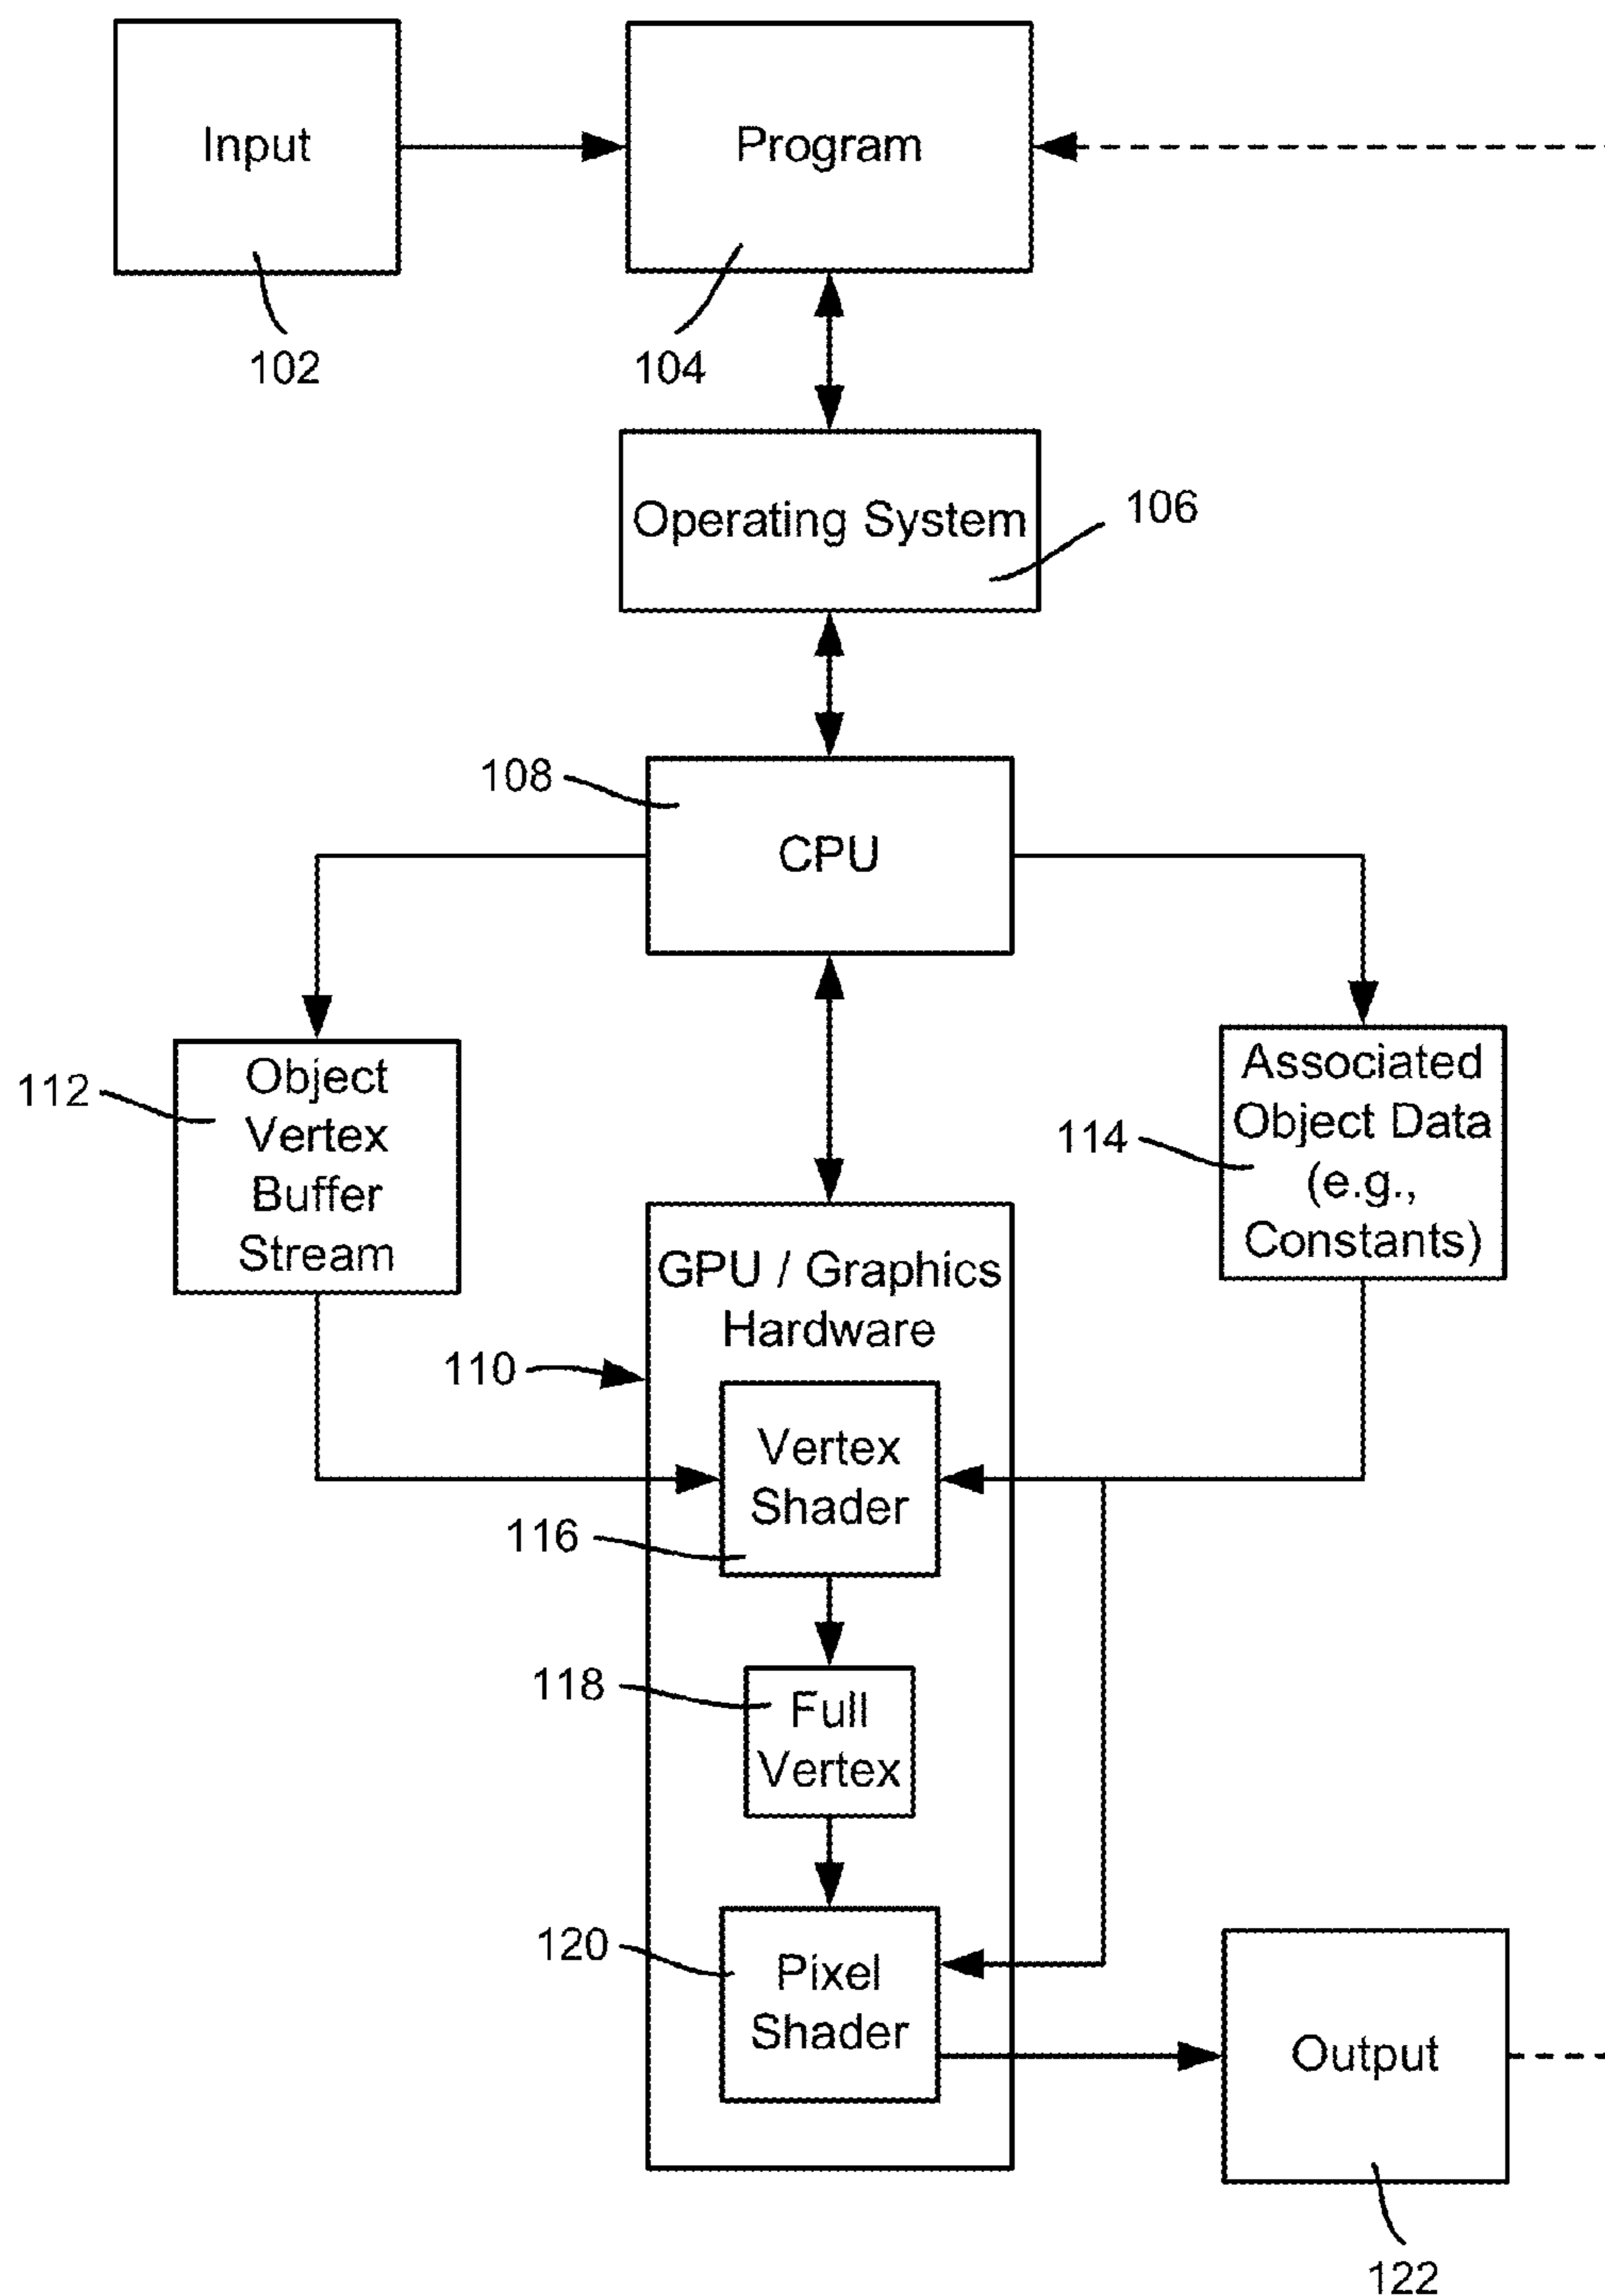 Input
Program
102
104
Operating System
106
108
CPU
112
Object
Vertex
Buffer
Stream
114
Associated
Object Data
(e.g.,
Constants)
GPU / Graphics
Hardware
110
Vertex
Shader
116
118
Full
Vertex
120
Pixel
Shader
Output
122